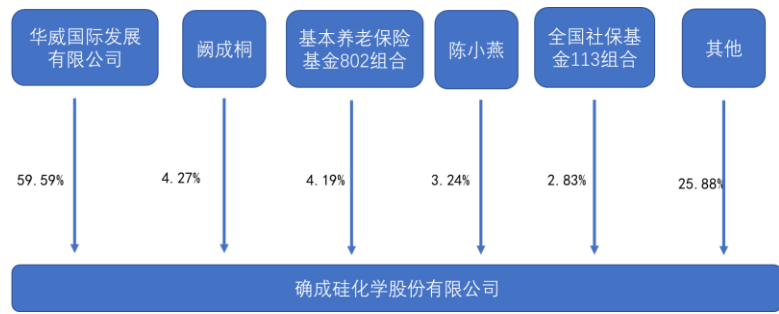 华威国际发展
有限公司
阙成桐
基本养老保险
基金802组合
陈小燕
全国社保基
金113组合
其他
59.59%
4.27%
4.19%
3.24%
2.83%
25.88%
确成硅化学股份有限公司